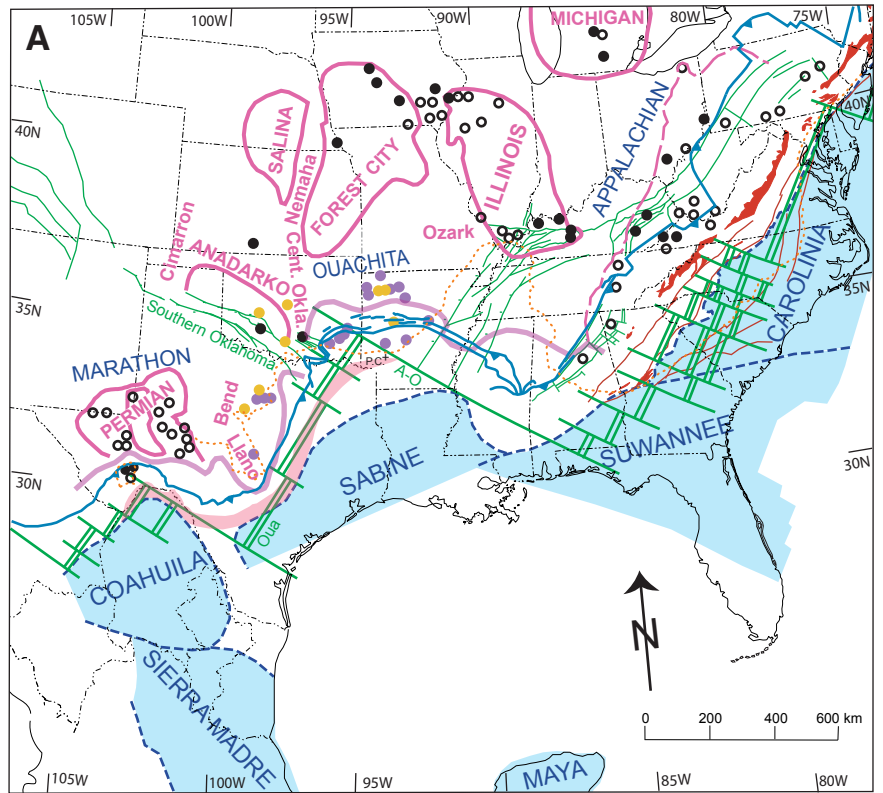 A
105W
100W
95W
90W
80W
75W
MICHIGAN
40N
40N
SALINA
Nemaha
FOREST CITY
ILLINOIS
APPALACHIAN
Ozark
Cimarron
ANADARKO
Cent. Okla
OUACHITA
35N
35N
Southern Oklahoma
CAROLINIA
MARATHON
PERMIAN
Bend
Llano
PC
A-O
30N
30N
SABINE
SUWANNEE
Oua
COAHUILA
SIERRA MADRE
N
0 200 400 600 km
MAYA
105W
100W
95W
85W
80W